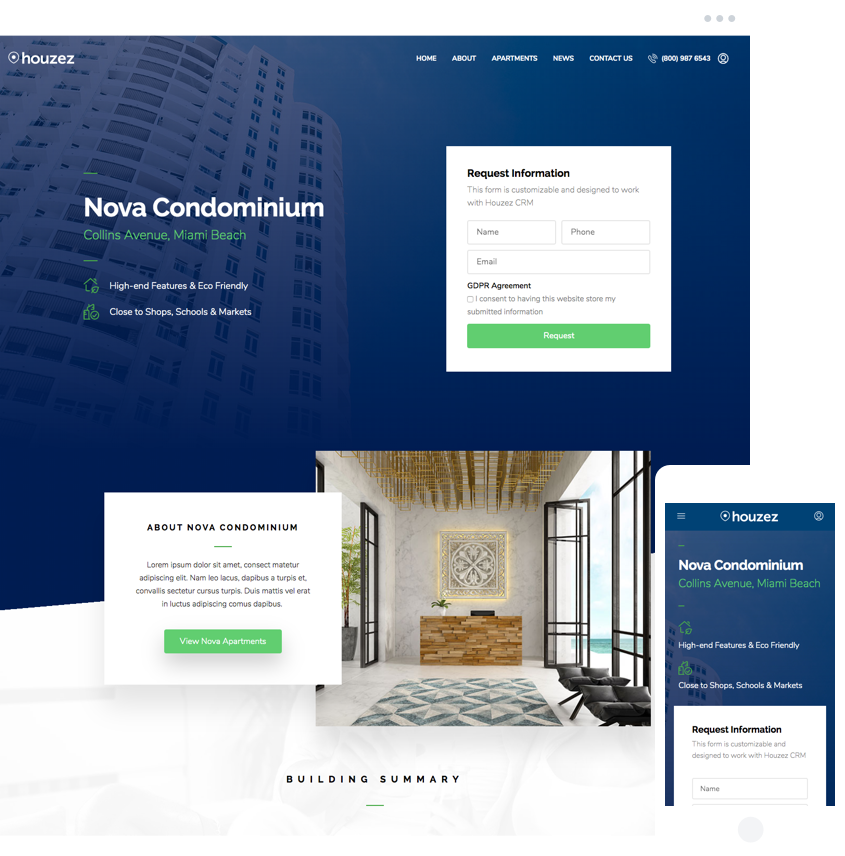 houzez
HOME ABOUT APARTMENTS NEWS CONTACT US (800) 987 6543
Nova Condominium
Collins Avenue, Miami Beach
High-end Features & Eco Friendly
Close to Shops, Schools & Markets
Request Information
This form is customizable and designed to work
with Houzez CRM
Name Phone
Email
GDPR Agreement
I consent to having this website store my
submitted information
Request
ABOUT NOVA CONDOMINIUM
Lorem ipsum dolor sit amet, consect matetur
adipiscing elit. Nam leo lacus, dapibus a turpis et,
convallis sectetur cursus turpis. Duis mattis vel erat
in luctus adipiscing comus dapibus.
View Nova Apartments
BUILDING SUMMARY
houzez
Nova Condominium
Collins Avenue, Miami Beach
High-end Features & Eco Friendly
Close to Shops, Schools & Markets
Request Information
This form is customizable and
designed to work with Houzez CRM
Name